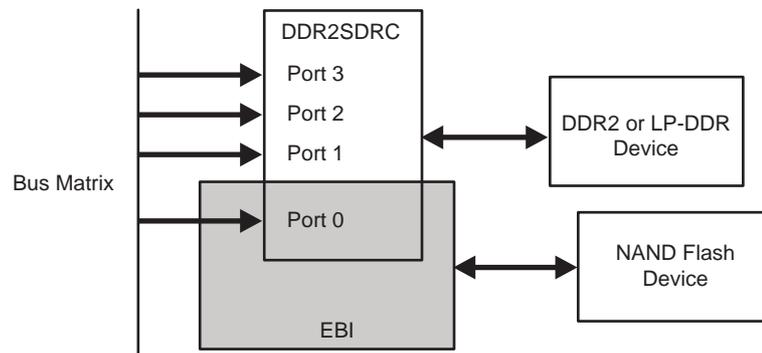 DDR2SDRC
Port 3
Port 2
Port 1
Port 0
Bus Matrix
EBI
DDR2 or LP-DDR
Device
NAND Flash
Device